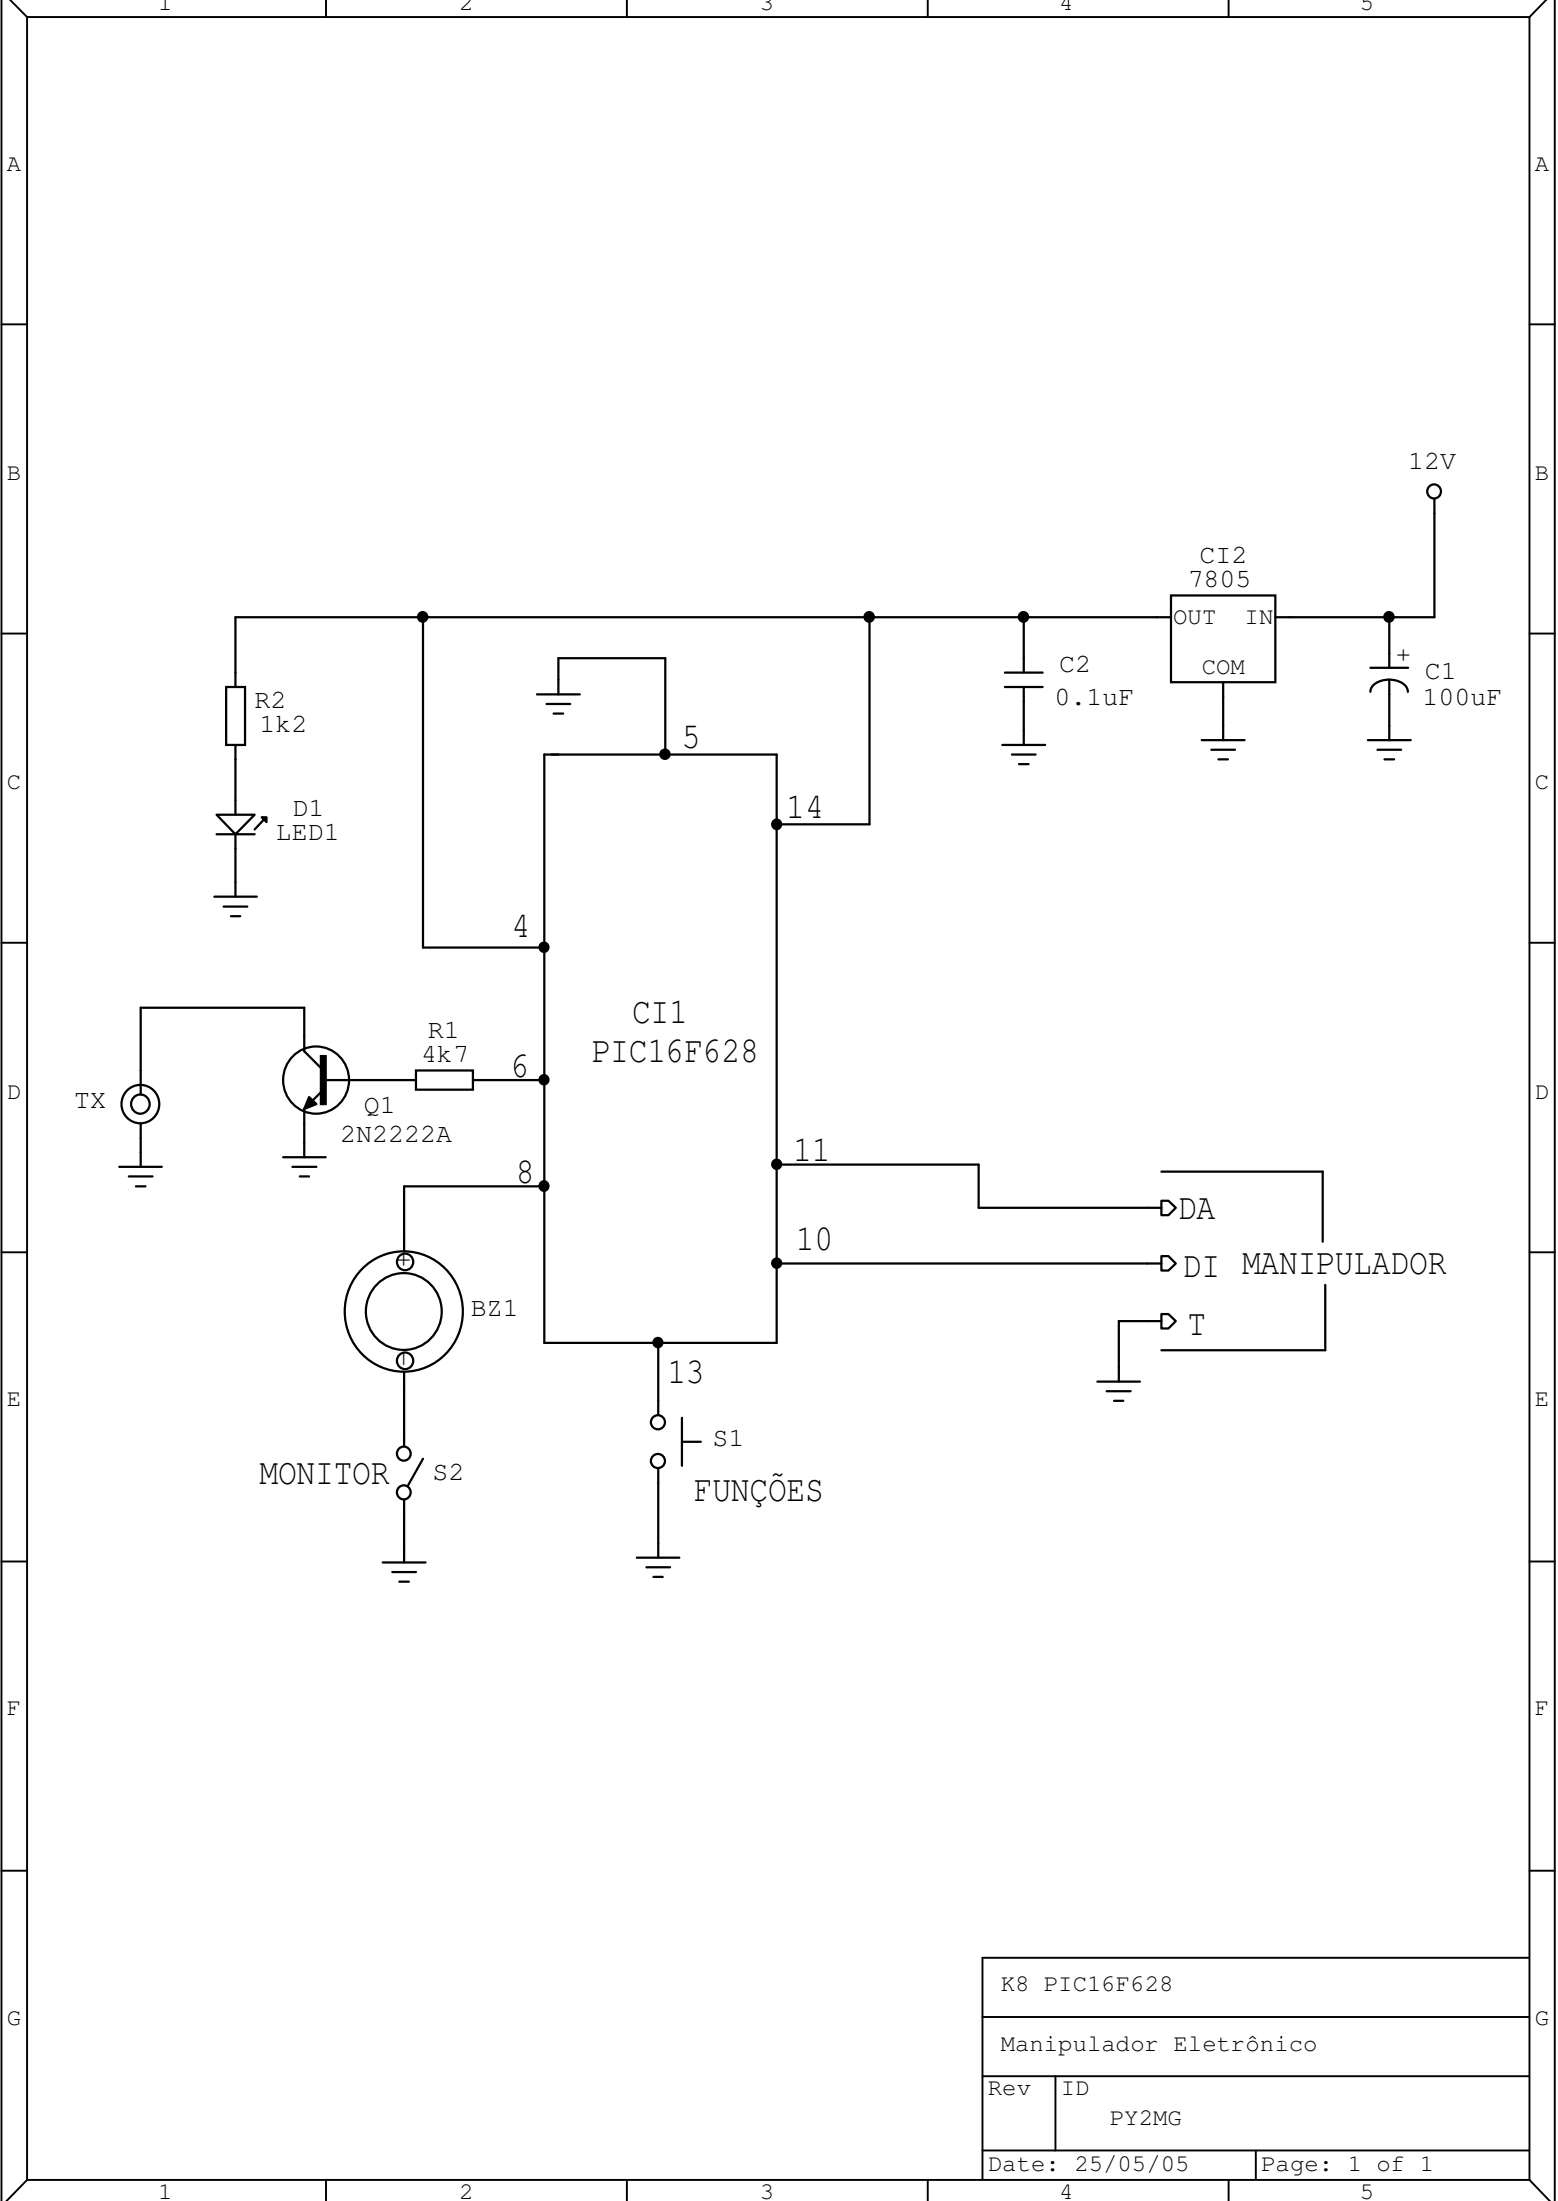 1 2 3 4 5
A A
B B
12V
CI2
7805
OUT IN
COM
+
C1
100uF
C2
0.1uF
R2
1k2
5
C C
14
D1
LED1
4
CI1
PIC16F628
R1
4k7
6
D D
TX
Q1
2N2222A
11
8
DA
10
DI MANIPULADOR
+
BZ1
T
13
E E
S1
MONITOR S2
FUNÇÕES
F F
K8 PIC16F628
G G
Manipulador Eletrônico
Rev ID
PY2MG
Date: 25/05/05 Page: 1 of 1
1 2 3 4 5